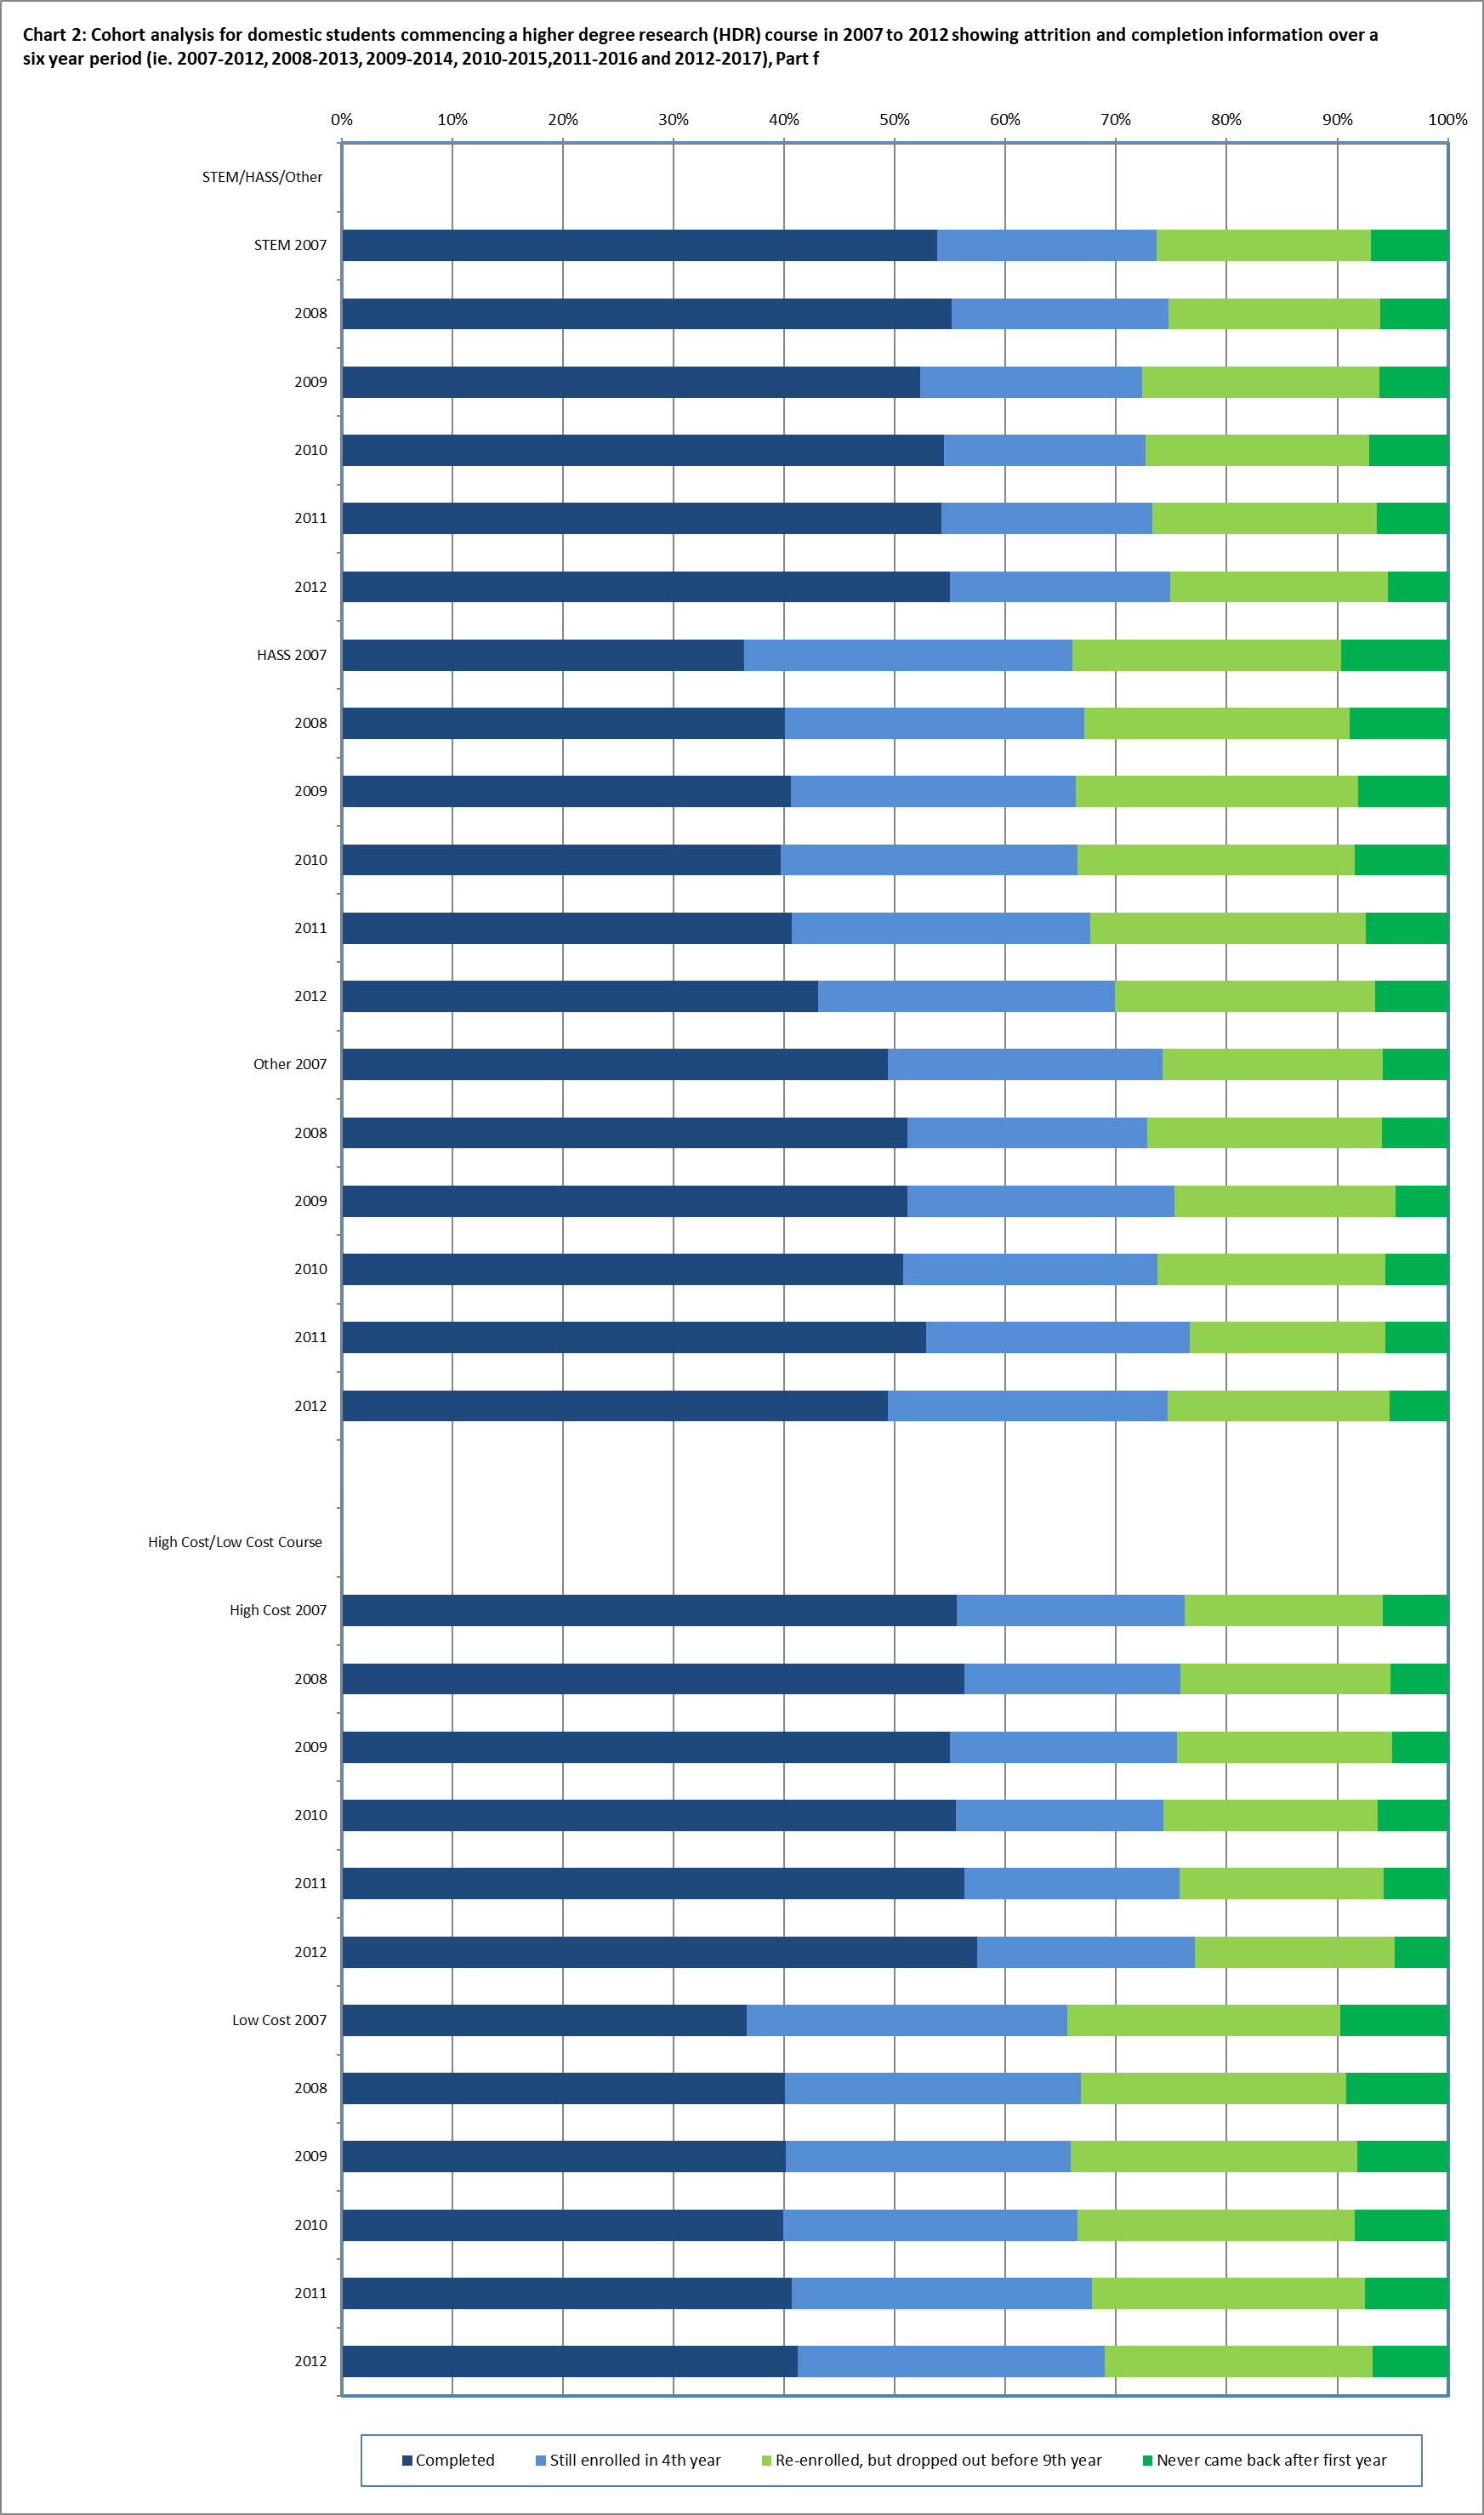 Chart 2: Cohort analysis for domestic students commencing a higher degree research (HDR) course in 2007 to 2012 showing attrition and completion information over a
six year period (ie. 2007-2012, 2008-2013, 2009-2014, 2010-2015,2011-2016 and 2012-2017), Part f
0% 10% 20% 30% 40% 50% 60% 70% 80% 90% 100%
STEM/HASS/Other
STEM 2007
2008
2009
2010
2011
2012
HASS 2007
2008
2009
2010
2011
2012
Other 2007
2008
2009
2010
2011
2012
High Cost/Low Cost Course
High Cost 2007
2008
2009
2010
2011
2012
Low Cost 2007
2008
2009
2010
2011
2012
Completed Still enrolled in 4th year Re-enrolled, but dropped out before 9th year Never came back after first year